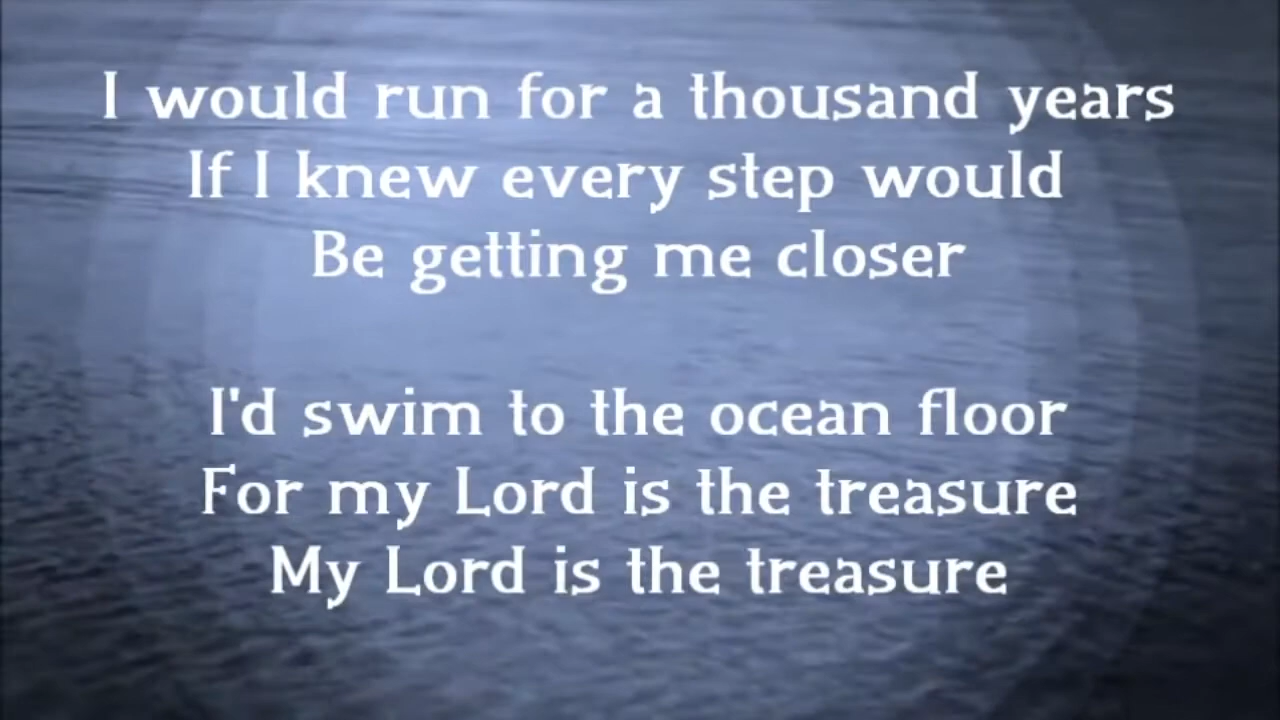 I would run for a thousand years
If I knew every step would
Be getting me closer
I'd swim to the ocean floor
For my Lord is the treasure
My Lord is the treasure